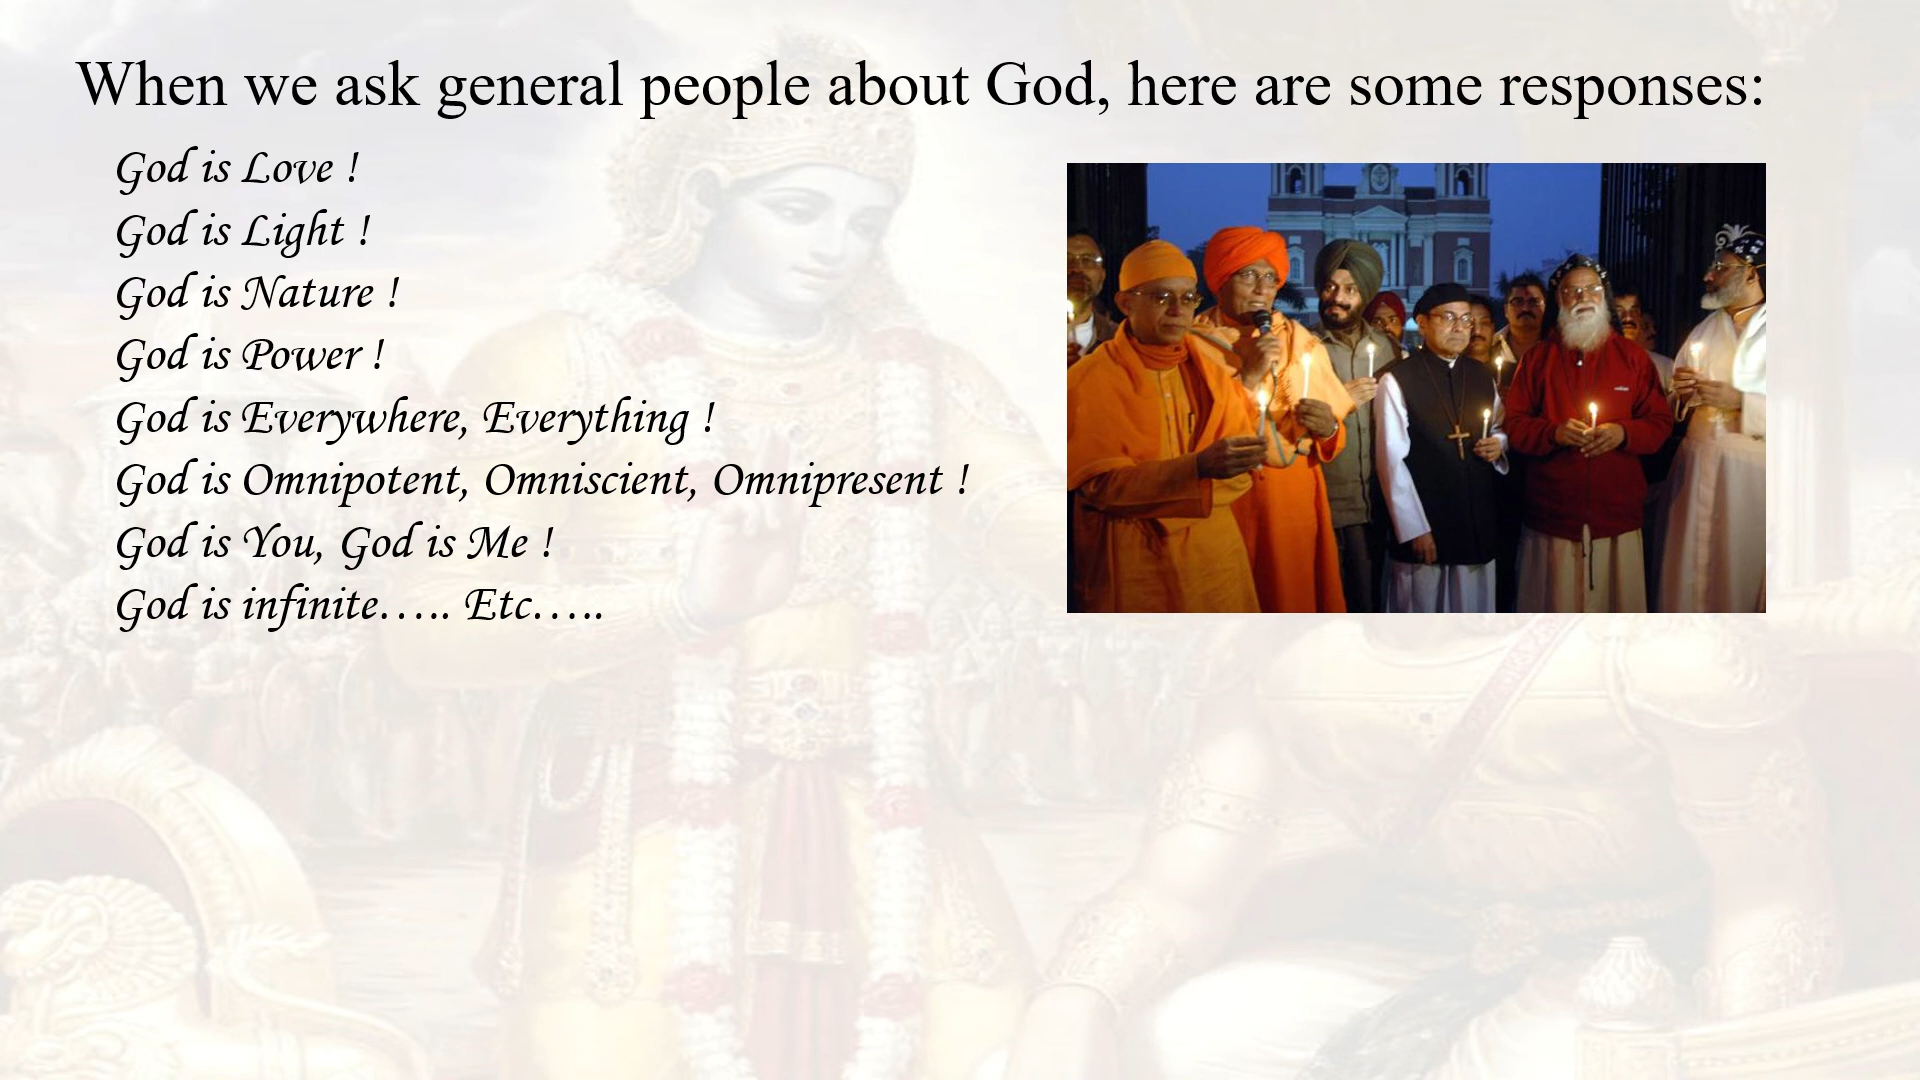 When we ask general people about God, here are some responses:
God is Love !
God is Light !
God is Nature !
God is Power !
God is Everywhere, Everything !
God is Omnipotent, Omniscient, Omnipresent !
God is You, God is Me !
God is infinite….. Etc…..